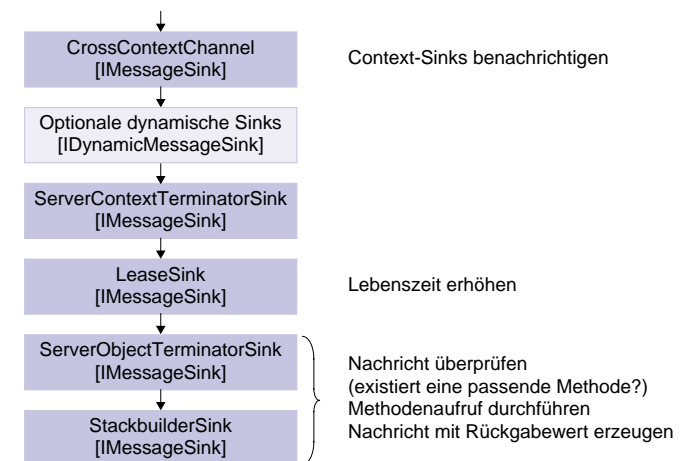 CrossContextChannel
[IMessageSink]
Context-Sinks benachrichtigen
Optionale dynamische Sinks
[IDynamicMessageSink]
ServerContextTerminatorSink
[IMessageSink]
LeaseSink
[IMessageSink]
Lebenszeit erhöhen
ServerObjectTerminatorSink
[IMessageSink]
StackbuilderSink
[IMessageSink]
Nachricht überprüfen
(existiert eine passende Methode?)
Methodenaufruf durchführen
Nachricht mit Rückgabewert erzeugen